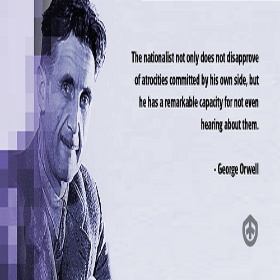 The nationalist not only does not disapprove
of atrocities committed by his own side, but
he has a remarkable capacity for not even
hearing about them.
- George Orwell